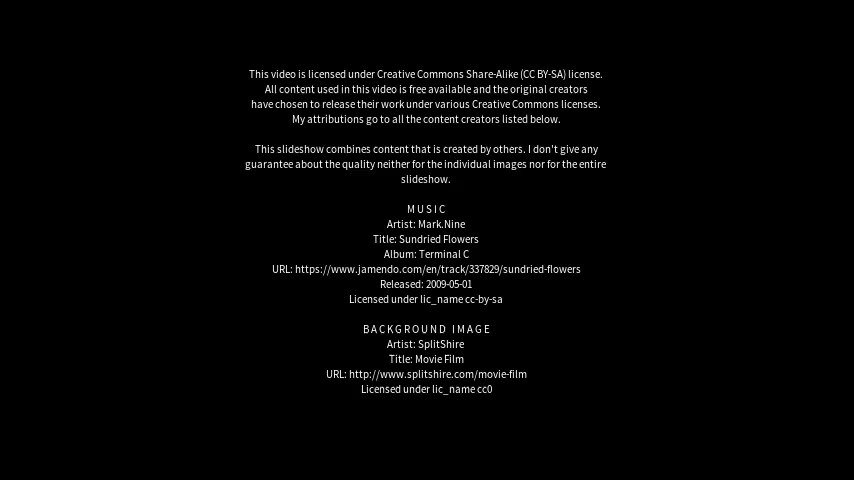 This video is licensed under Creative Commons Share-Alike (CC BY-SA) license.
All content used in this video is free available and the original creators
have chosen to release their work under various Creative Commons licenses.
My attributions go to all the content creators listed below.
This slideshow combines content that is created by others. I don't give any
guarantee about the quality neither for the individual images nor for the entire
slideshow.
MUSIC
Artist: Mark.Nine
Title: Sundried Flowers
Album: Terminal C
URL: https://www.jamendo.com/en/track/337829/sundried-flowers
Released: 2009-05-01
Licensed under lic_name cc-by-sa
BACKGROUND IMAGE
Artist: SplitShire
Title: Movie Film
URL: http://www.splitshire.com/movie-film
Licensed under lic_name cc0